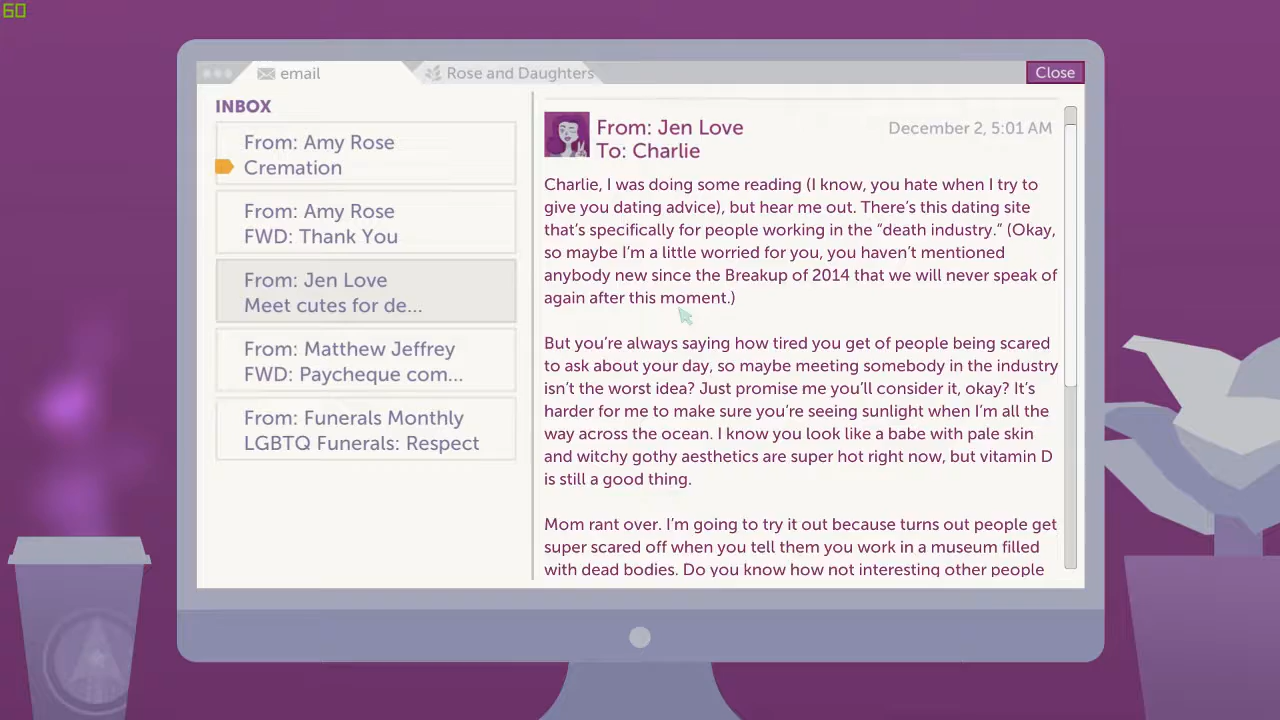 60
email
Rose and Daughters
Close
INBOX
From: Amy Rose
Cremation
From: Amy Rose
FWD: Thank You
From: Jen Love
Meet cutes for de...
From: Matthew Jeffrey
FWD: Paycheque com...
From: Funerals Monthly
LGBTQ Funerals: Respect
From: Jen Love
December 2, 5:01 AM
To: Charlie
Charlie, I was doing some reading (I know, you hate when I try to
give you dating advice), but hear me out. There’s this dating site
that’s specifically for people working in the “death industry.” (Okay,
so maybe I’m a little worried for you, you haven’t mentioned
anybody new since the Breakup of 2014 that we will never speak of
again after this moment.)
But you’re always saying how tired you get of people being scared
to ask about your day, so maybe meeting somebody in the industry
isn’t the worst idea? Just promise me you’ll consider it, okay? It’s
harder for me to make sure you’re seeing sunlight when I’m all the
way across the ocean. I know you look like a babe with pale skin
and witchy gothy aesthetics are super hot right now, but vitamin D
is still a good thing.
Mom rant over. I’m going to try it out because turns out people get
super scared off when you tell them you work in a museum filled
with dead bodies. Do you know how not interesting other people